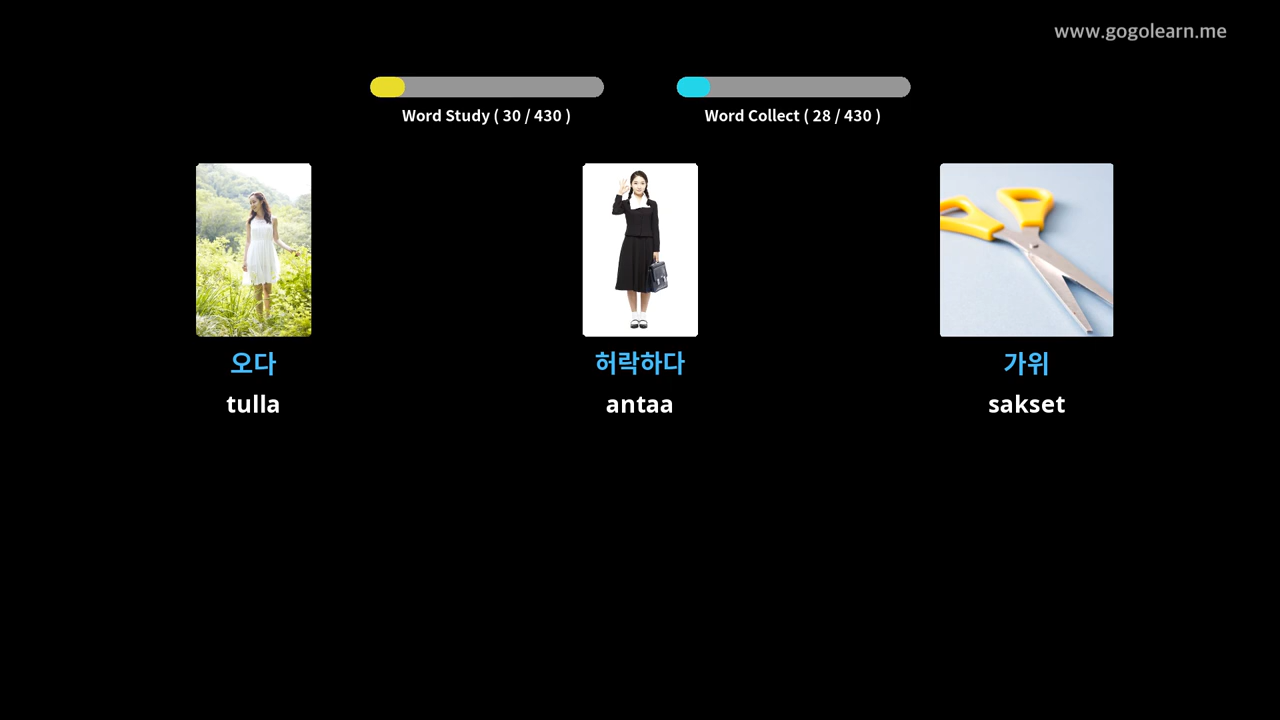 www.gogolearn.me
Word Study ( 30 / 430 )
Word Collect ( 28 / 430 )
오다
허락하다
가위
tulla
antaa
sakset